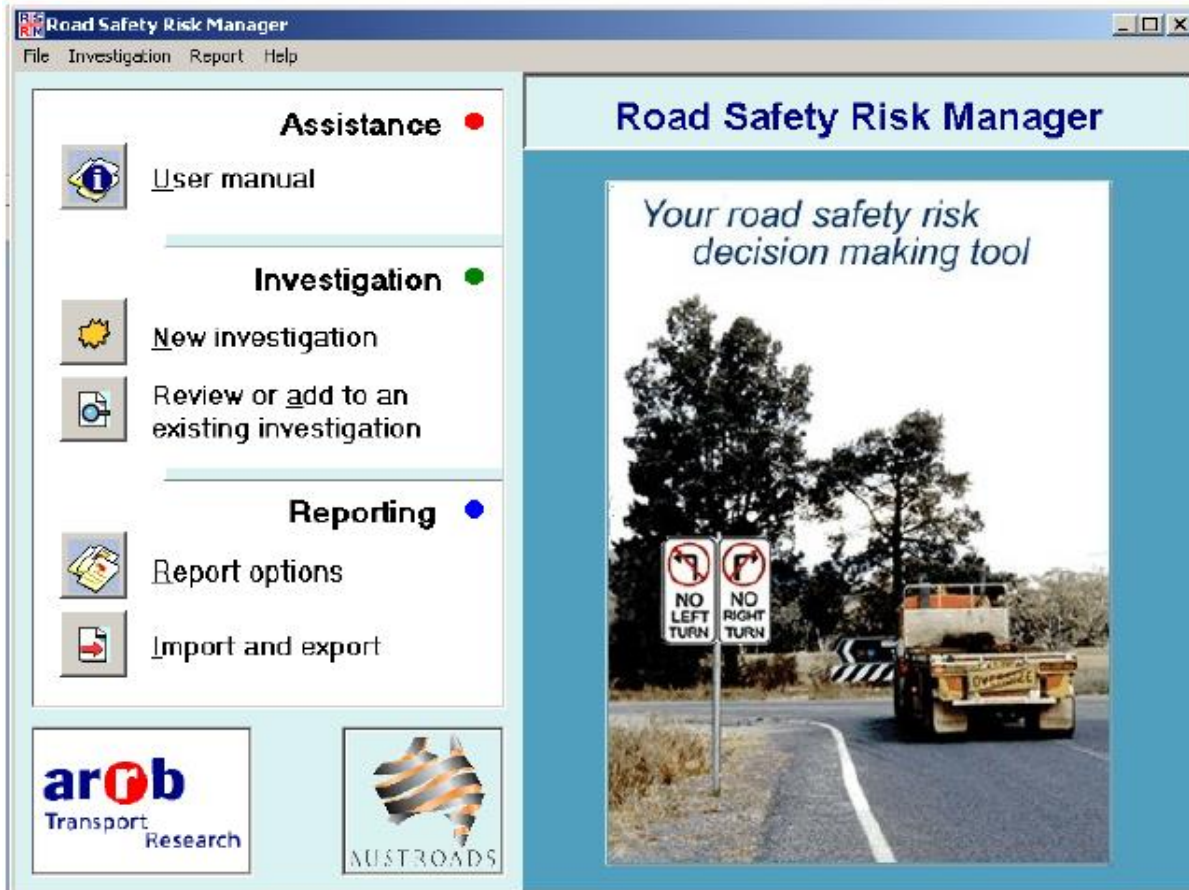 Road Safety Risk Manager
File Investigation Report Help
Assistance
User manual
Investigation
New investigation
Review or add to an
existing investigation
Reporting
Report options
Import and export
arrb
Transport
Research
AUSTROADS
Road Safety Risk Manager
Your road safety risk
decision making tool
NO
LEFT
TURN
NO
RIGHT
TURN
OVERSIZE